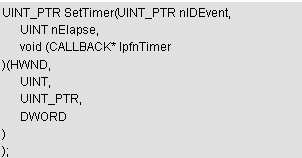 UINT_PTR SetTimer(UINT_PTR nIDEvent,
UINT nElapse,
void (CALLBACK* lpfnTimer
)(HWND,
UINT,
UINT_PTR,
DWORD
)
);